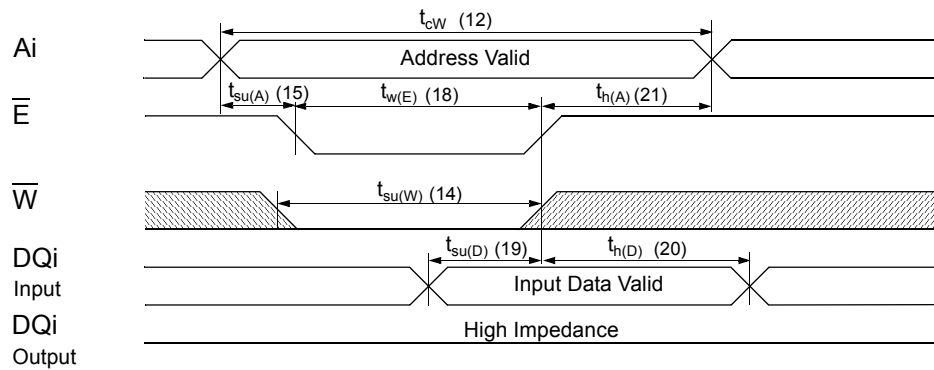 t_cW (12)
Ai
Address Valid
t_su(A) (15)
t_w(E) (18)
t_h(A) (21)
E̅
W̅
t_su(W) (14)
DQi
t_su(D) (19)
t_h(D) (20)
Input
Input Data Valid
DQi
High Impedance
Output